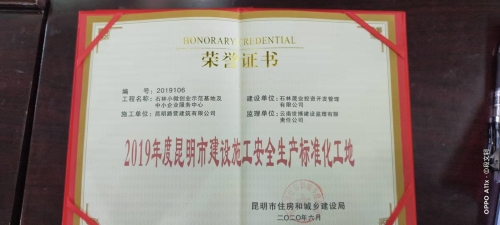 HONORARY CREDENTIAL
荣誉证书
编 号：2019106
工程名称：石林小微创业示范基地及
中小企业服务中心
建设单位：石林晟业投资开发管理
有限公司
施工单位：昆明路晋建筑有限公司
监理单位：云南世博建设监理有限
责任公司
2019年度昆明市建设施工安全生产标准化工地
昆明市住房和城乡建设局
二〇二〇年六月
OPPO A11x · ©段文廷